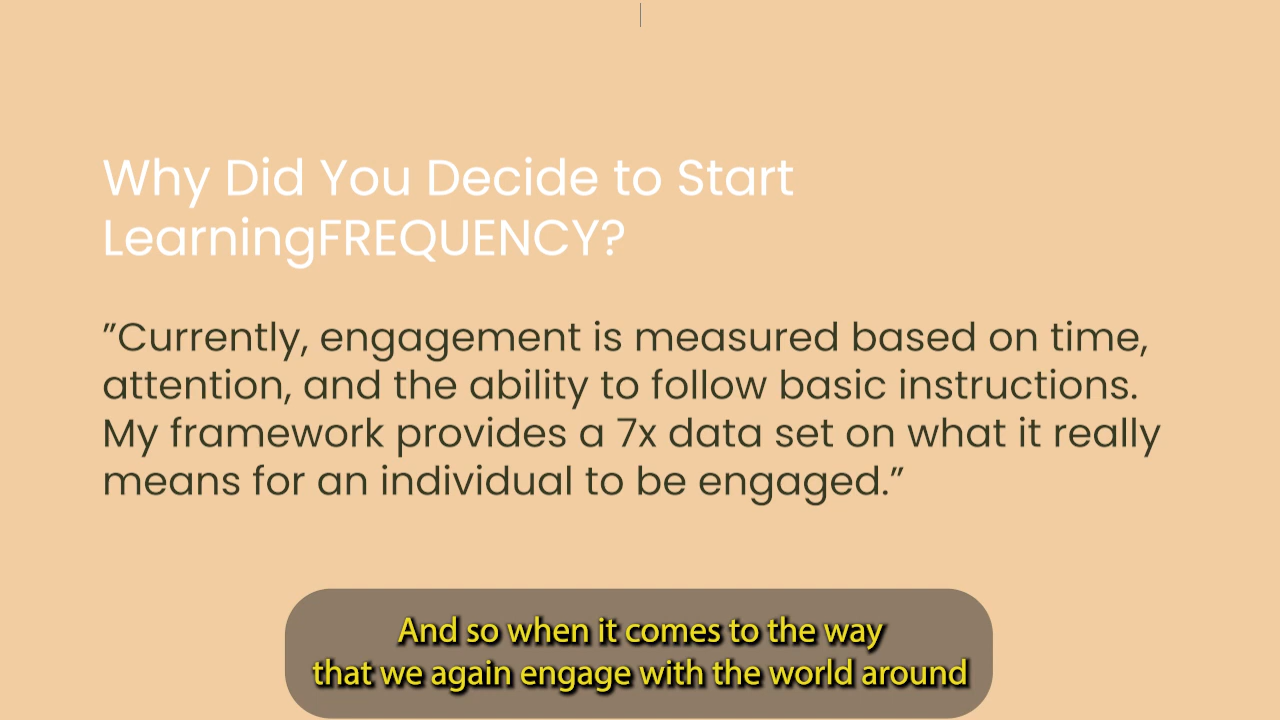 Why Did You Decide to Start
LearningFREQUENCY?
”Currently, engagement is measured based on time,
attention, and the ability to follow basic instructions.
My framework provides a 7x data set on what it really
means for an individual to be engaged.”
And so when it comes to the way
that we again engage with the world around